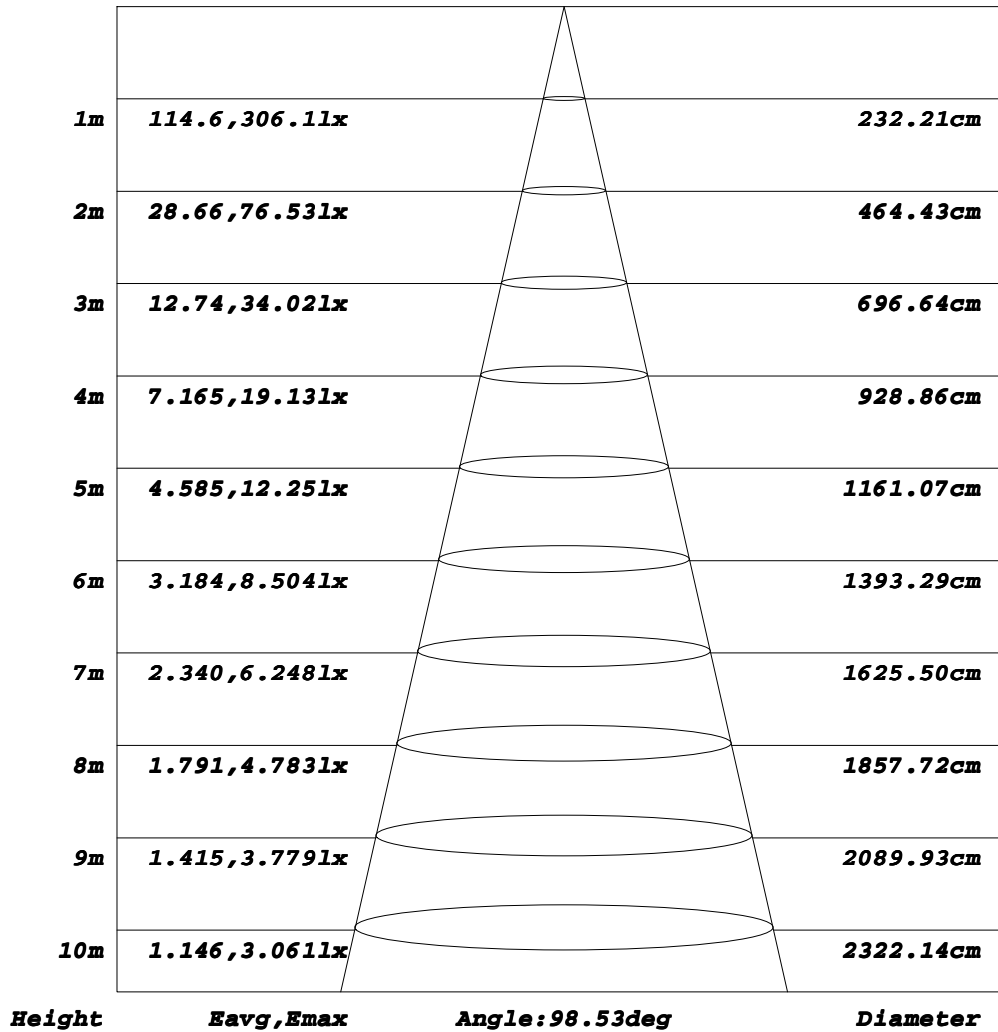 1m 114.6,306.1lx 232.21cm
2m 28.66,76.53lx 464.43cm
3m 12.74,34.02lx 696.64cm
4m 7.165,19.13lx 928.86cm
5m 4.585,12.25lx 1161.07cm
6m 3.184,8.504lx 1393.29cm
7m 2.340,6.248lx 1625.50cm
8m 1.791,4.783lx 1857.72cm
9m 1.415,3.779lx 2089.93cm
10m 1.146,3.061lx 2322.14cm
Height Eavg,Emax Angle:98.53deg Diameter